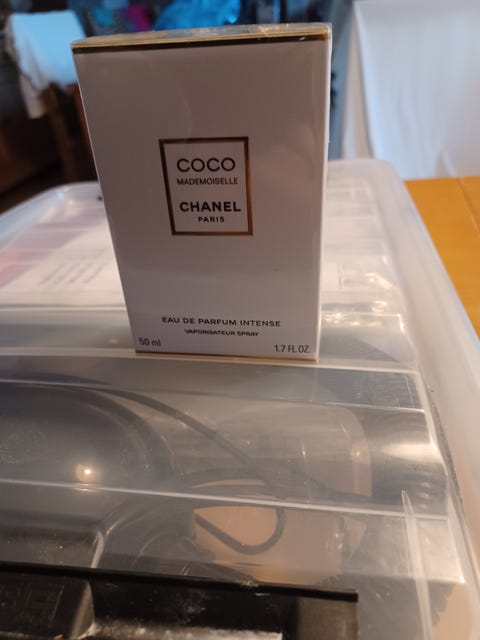 COCO
MADEMOISELLE
CHANEL
PARIS
EAU DE PARFUM INTENSE
VAPORISATEUR SPRAY
50 ml
1.7 FL.OZ.